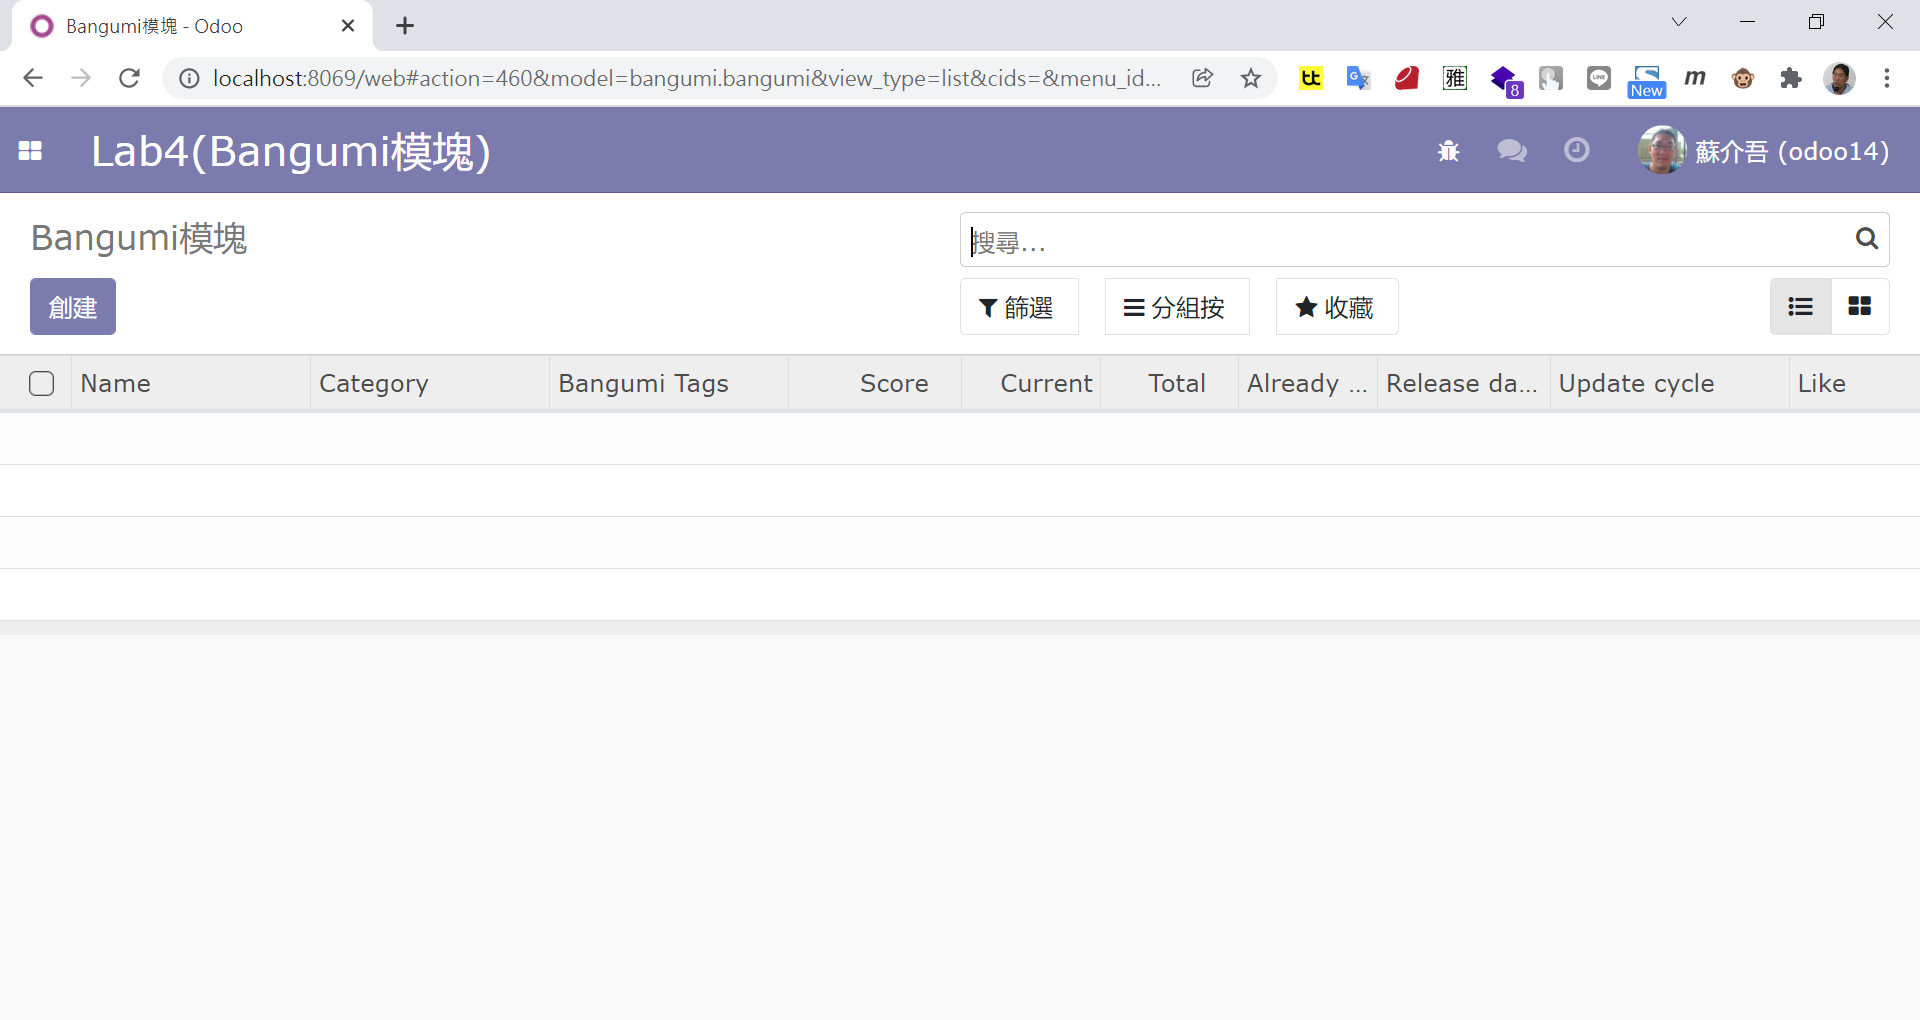 Bangumi模塊 - Odoo
localhost:8069/web#action=460&model=bangumi.bangumi&view_type=list&cids=&menu_id...
tt
G
雅
8
LINE
New
m
Lab4(Bangumi模塊)
蘇介吾 (odoo14)
Bangumi模塊
搜尋...
創建
篩選
分組按
收藏
Name
Category
Bangumi Tags
Score
Current
Total
Already ...
Release da...
Update cycle
Like